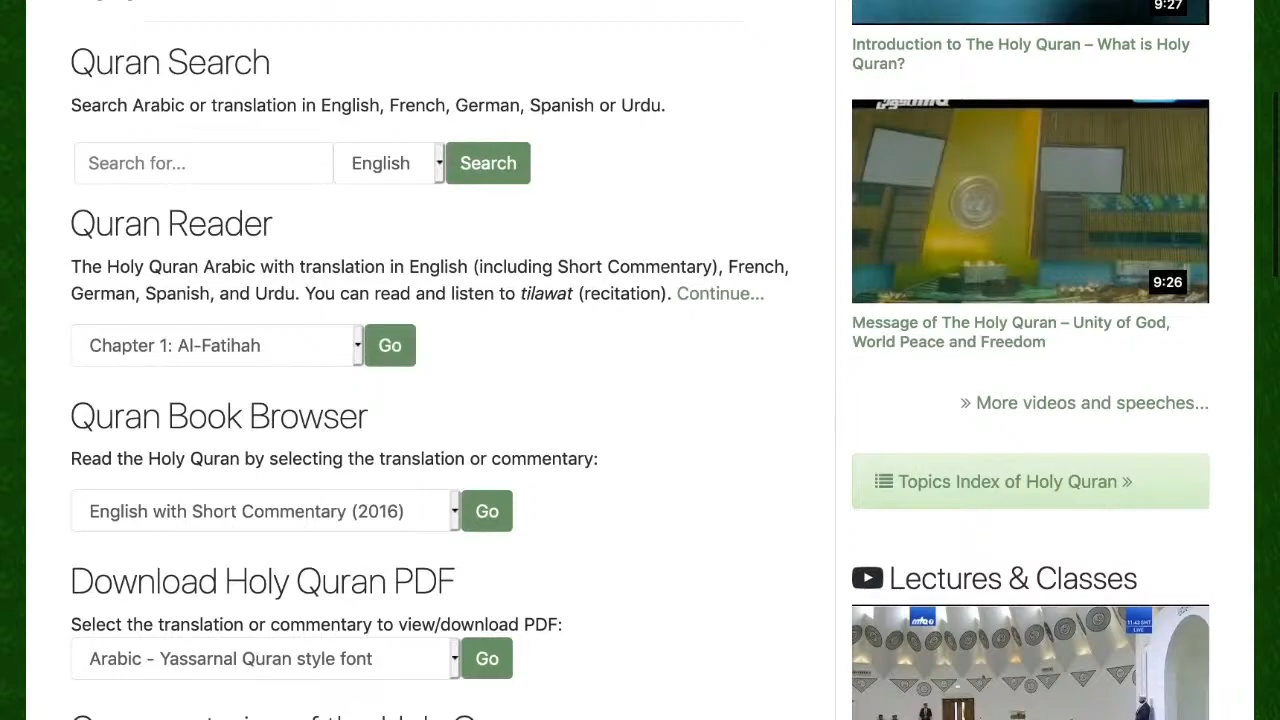 Quran Search
Search Arabic or translation in English, French, German, Spanish or Urdu.
Search for...
English
Search
Quran Reader
The Holy Quran Arabic with translation in English (including Short Commentary), French,
German, Spanish, and Urdu. You can read and listen to tilawat (recitation). Continue...
Chapter 1: Al-Fatihah
Go
Quran Book Browser
Read the Holy Quran by selecting the translation or commentary:
English with Short Commentary (2016)
Go
Download Holy Quran PDF
Select the translation or commentary to view/download PDF:
Arabic - Yassarnal Quran style font
Go
9:27
Introduction to The Holy Quran – What is Holy
Quran?
9:26
Message of The Holy Quran – Unity of God,
World Peace and Freedom
» More videos and speeches...
Topics Index of Holy Quran »
Lectures & Classes
mta
LIVE